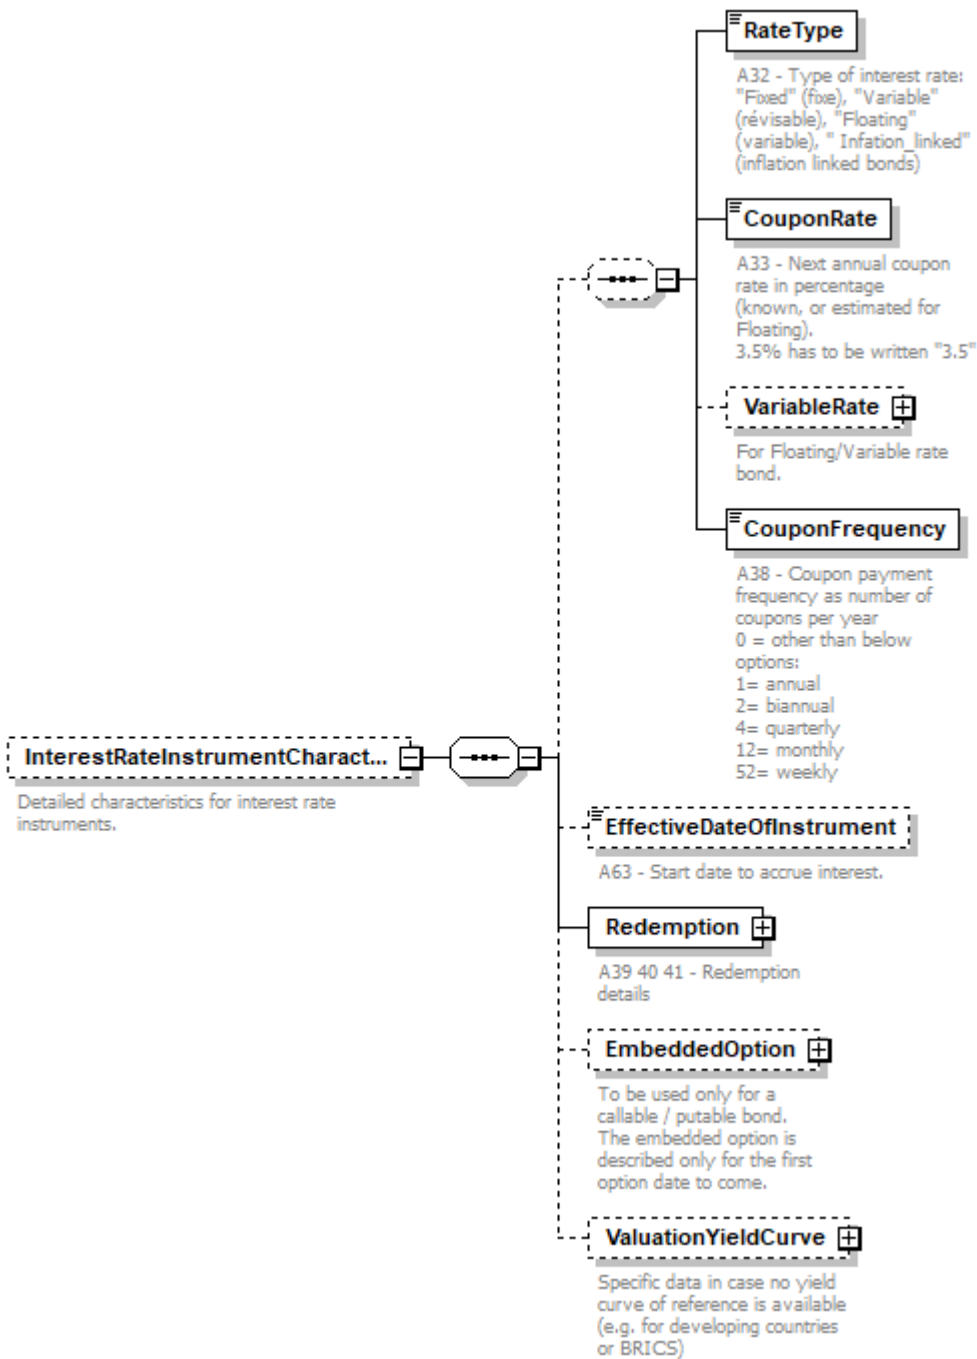 RateType
A32 - Type of interest rate:
"Fixed" (fixe), "Variable"
(révisable), "Floating"
(variable), " Infation_linked"
(inflation linked bonds)
CouponRate
A33 - Next annual coupon
rate in percentage
(known, or estimated for
Floating).
3.5% has to be written "3.5"
VariableRate
For Floating/Variable rate
bond.
CouponFrequency
A38 - Coupon payment
frequency as number of
coupons per year
0 = other than below
options:
1= annual
2= biannual
4= quarterly
12= monthly
52= weekly
InterestRateInstrumentCharact...
Detailed characteristics for interest rate
instruments.
EffectiveDateOfInstrument
A63 - Start date to accrue interest.
Redemption
A39 40 41 - Redemption
details
EmbeddedOption
To be used only for a
callable / putable bond.
The embedded option is
described only for the first
option date to come.
ValuationYieldCurve
Specific data in case no yield
curve of reference is available
(e.g. for developing countries
or BRICS)